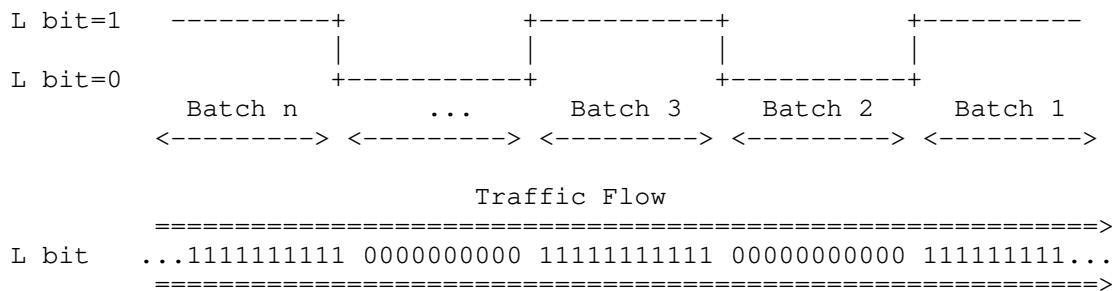 L bit=1   ----------+           +-----------+           +----------
                    |           |           |           |
L bit=0             +-----------+           +-----------+
           Batch n        ...      Batch 3     Batch 2     Batch 1
         <---------> <---------> <---------> <---------> <--------->
                             Traffic Flow
         ===========================================================>
L bit   ...1111111111 0000000000 11111111111 00000000000 111111111...
         ===========================================================>